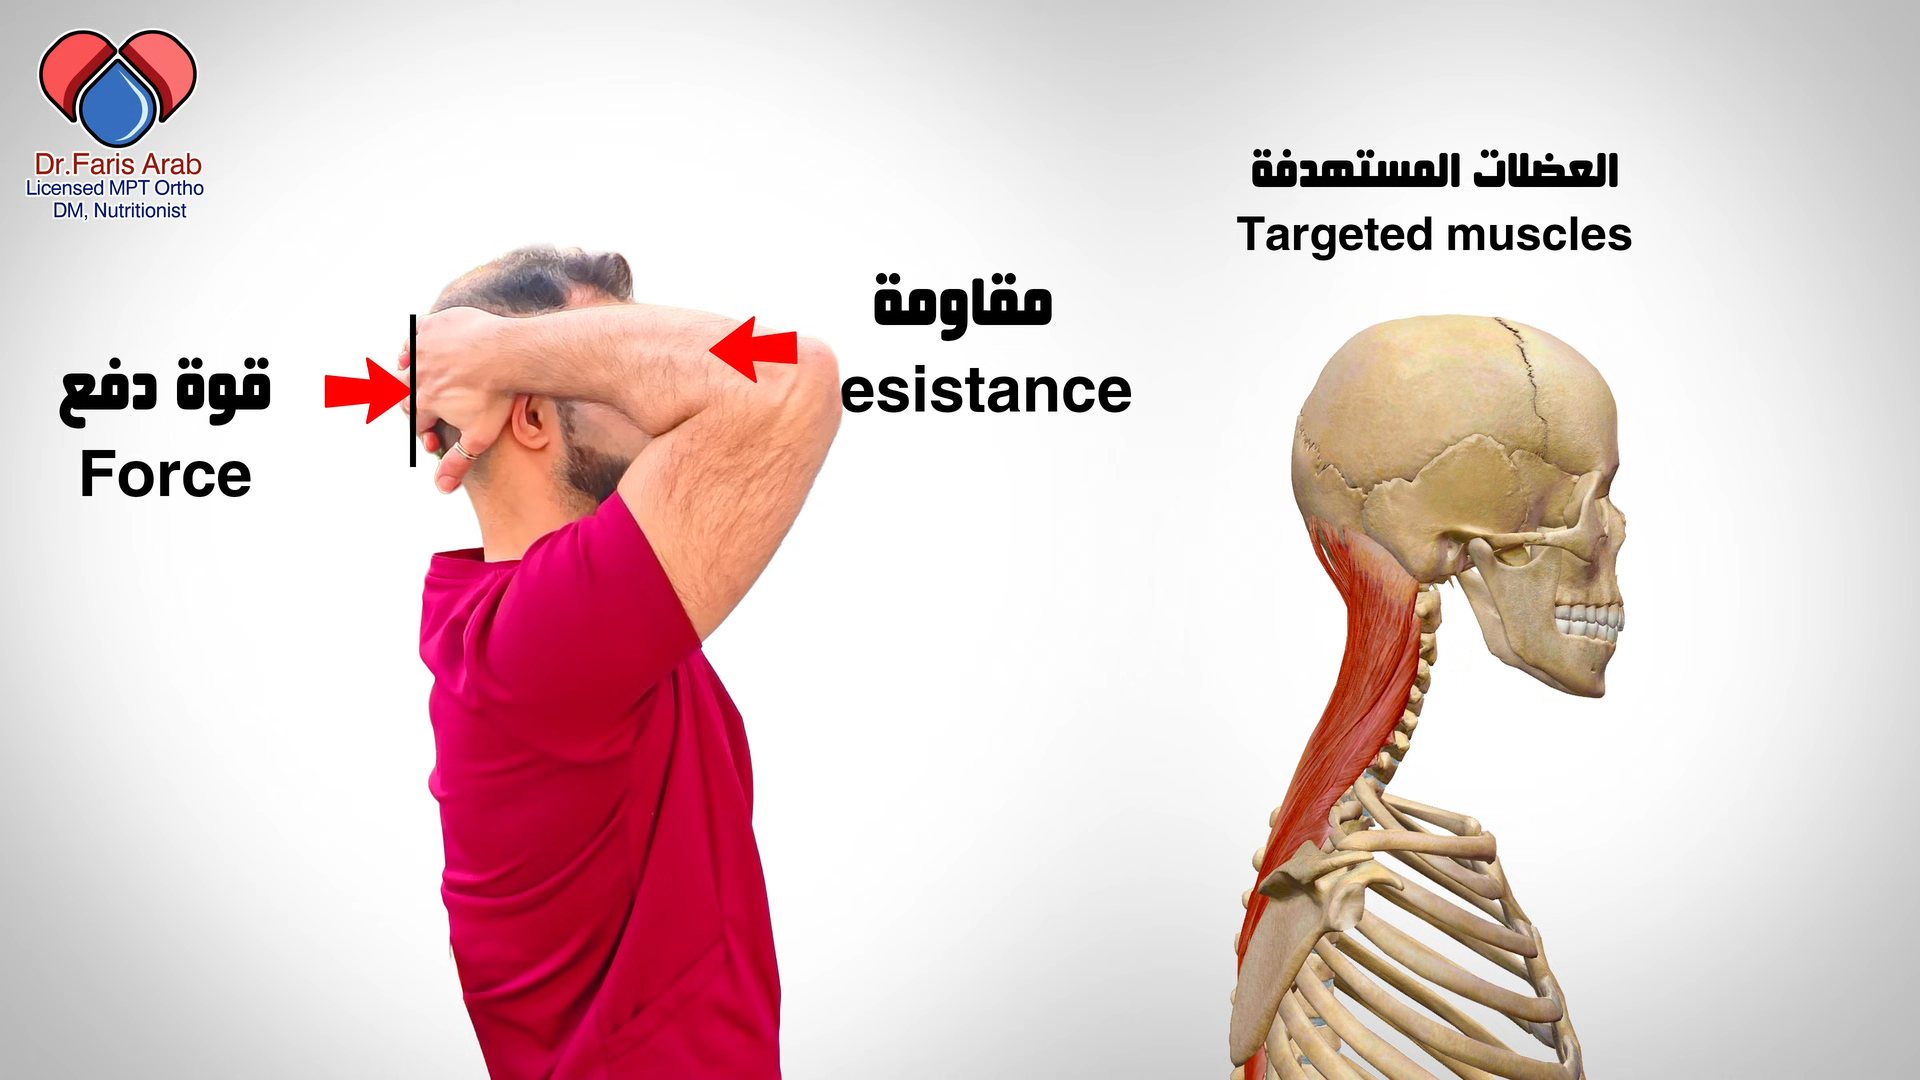 Dr.Faris Arab
Licensed MPT Ortho
DM, Nutritionist
قوة دفع
Force
مقاومة
esistance
العضلات المستهدفة
Targeted muscles